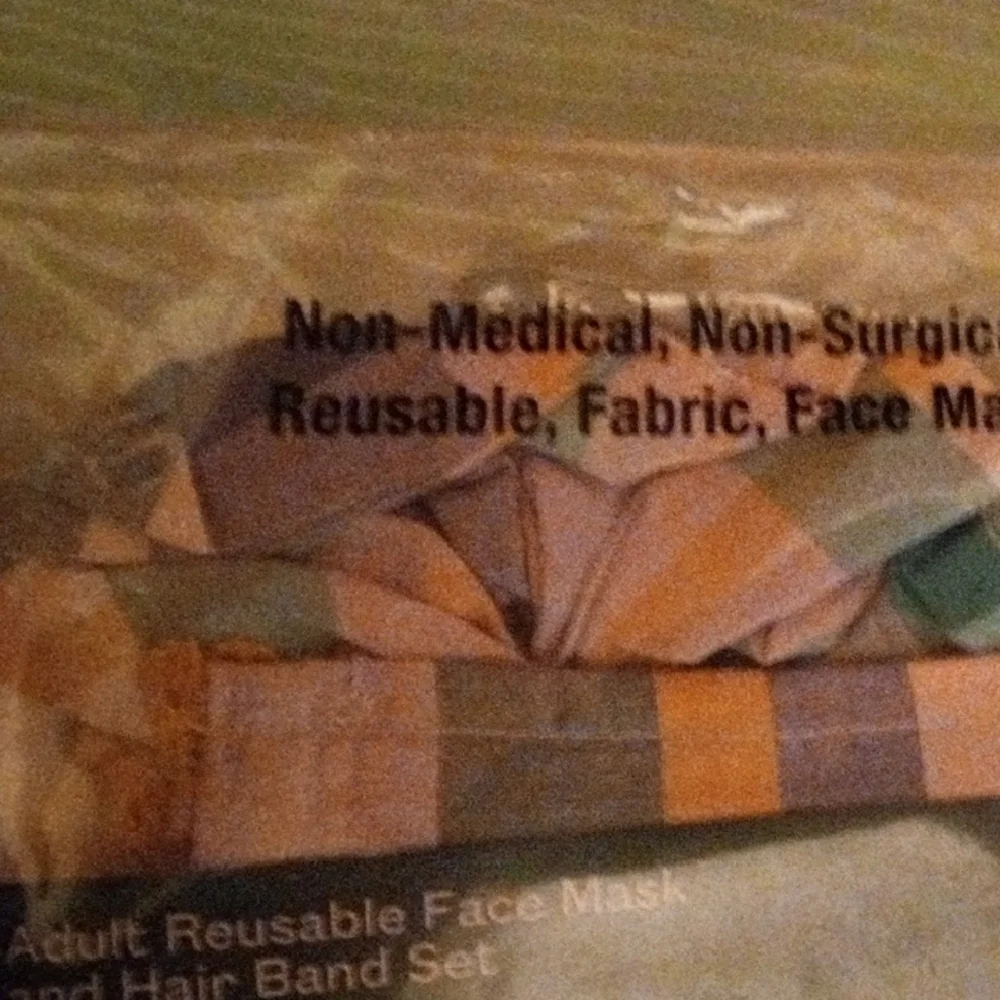 Non-Medical, Non-Surgic
Reusable, Fabric, Face Ma
Adult Reusable Face Mask
and Hair Band Set